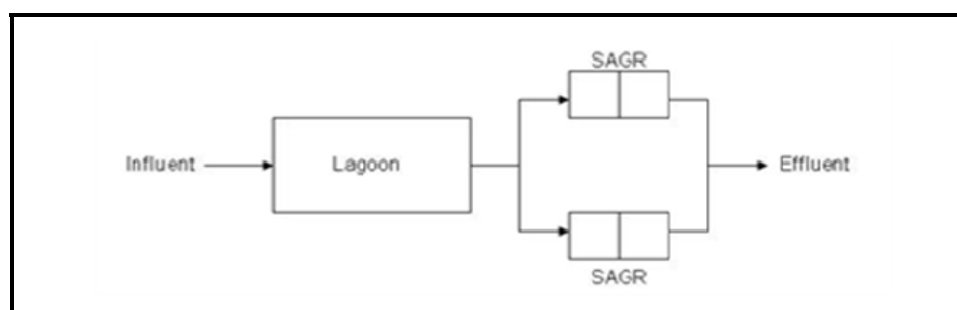 SAGR
Influent
Lagoon
Effluent
SAGR